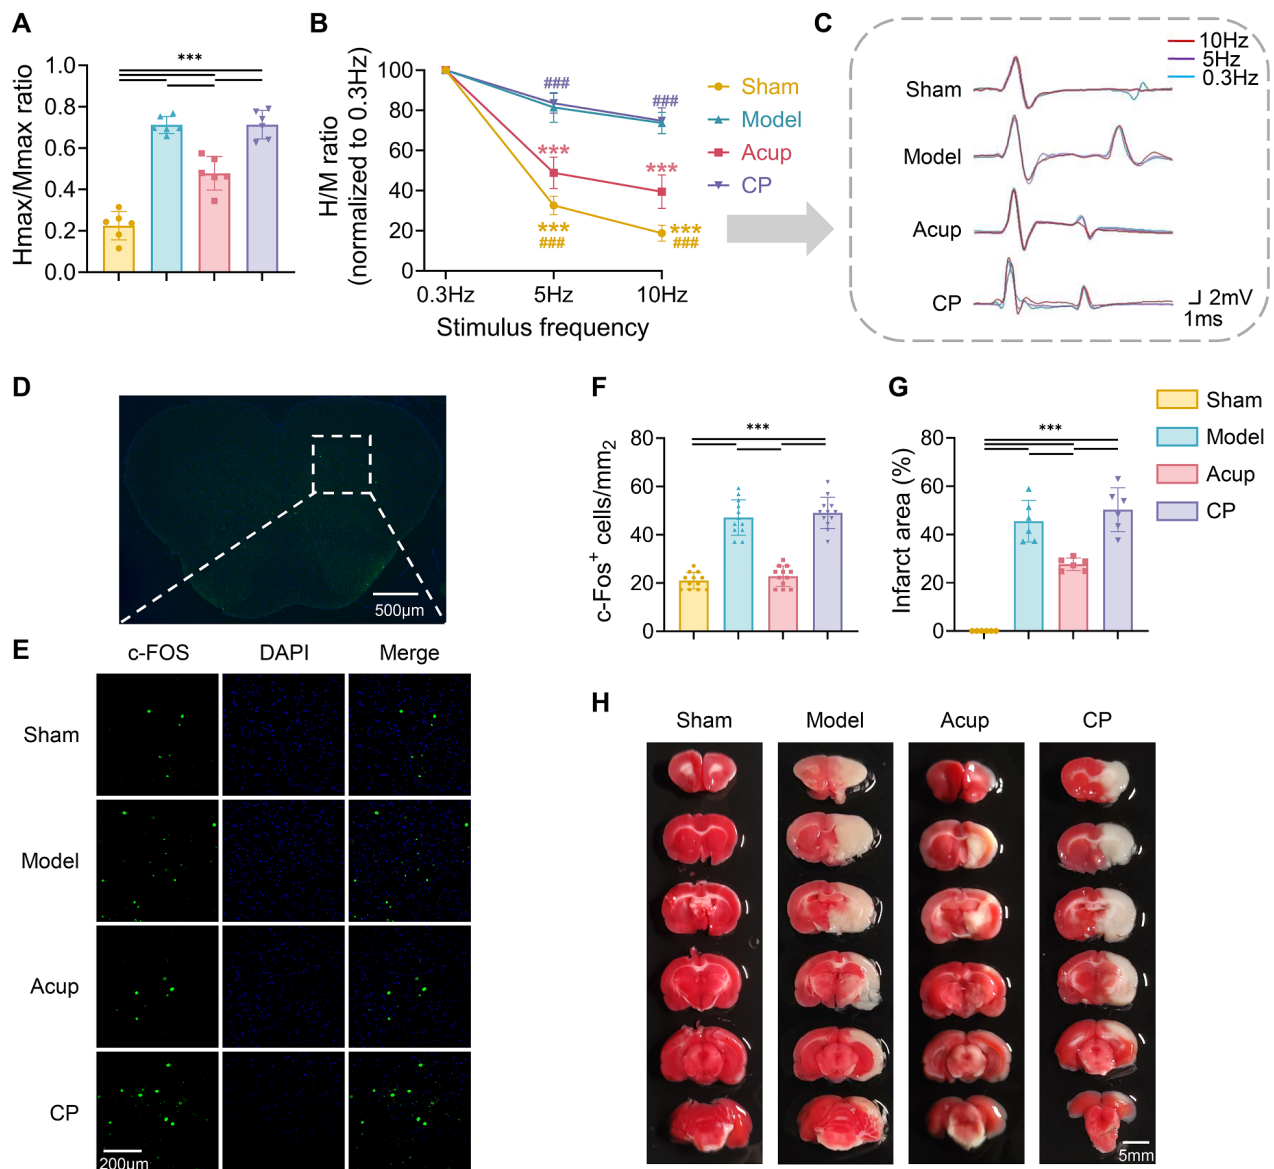 A
Hmax/Mmax ratio
1.0
0.8
0.6
0.4
0.2
0.0
***
B
H/M ratio
(normalized to 0.3Hz)
100
80
60
40
20
0
###
###
***
***
***
###
***
###
0.3Hz
5Hz
10Hz
Stimulus frequency
Sham
Model
Acup
CP
C
10Hz
5Hz
0.3Hz
Sham
Model
Acup
CP
2mV
1ms
D
500μm
E
c-FOS
DAPI
Merge
Sham
Model
Acup
CP
200μm
F
c-Fos+ cells/mm2
80
60
40
20
0
***
G
Infarct area (%)
80
60
40
20
0
***
Sham
Model
Acup
CP
H
Sham
Model
Acup
CP
5mm